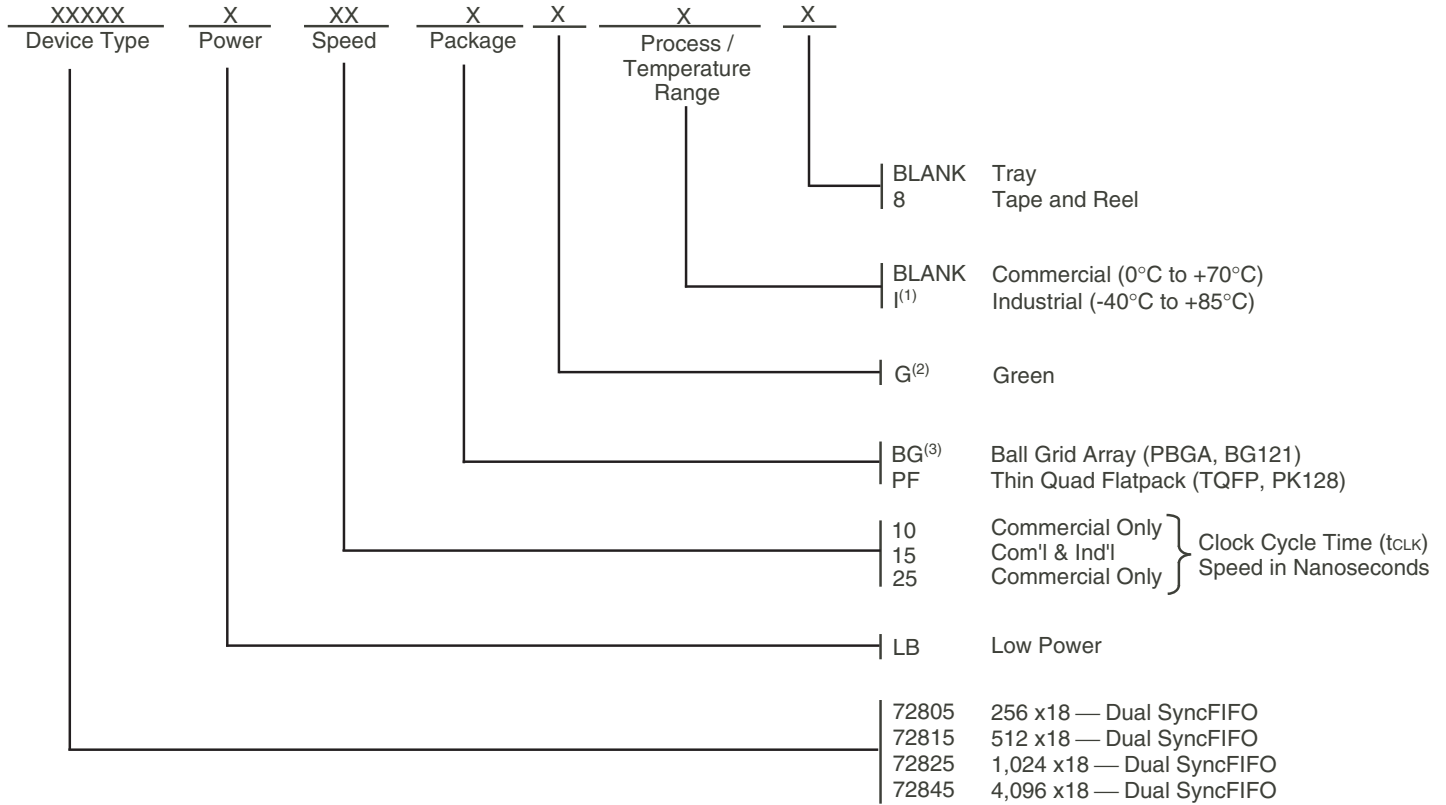 XXXXX X XX X X X X
Device Type Power Speed Package Process /
Temperature
Range
BLANK Tray
8 Tape and Reel
BLANK Commercial (0°C to +70°C)
I(1) Industrial (-40°C to +85°C)
G(2) Green
BG(3) Ball Grid Array (PBGA, BG121)
PF Thin Quad Flatpack (TQFP, PK128)
10 Commercial Only
15 Com'l & Ind'l
25 Commercial Only
Clock Cycle Time (tCLK)
Speed in Nanoseconds
LB Low Power
72805 256 x18 — Dual SyncFIFO
72815 512 x18 — Dual SyncFIFO
72825 1,024 x18 — Dual SyncFIFO
72845 4,096 x18 — Dual SyncFIFO